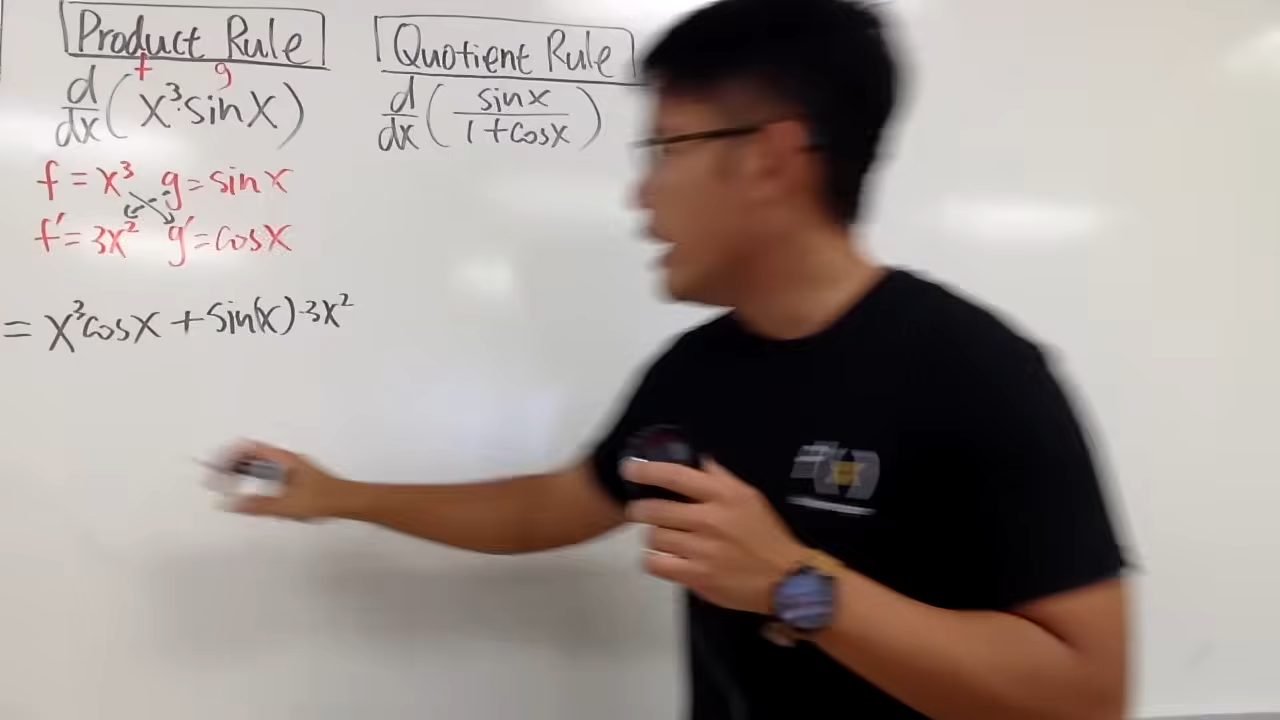 Product Rule
f g
d/dx (x³·sinx)
f = x³ g = sinx
f' = 3x² g' = cosx
= x³cosx + sin(x)·3x²
Quotient Rule
d/dx (sinx / 1+cosx)